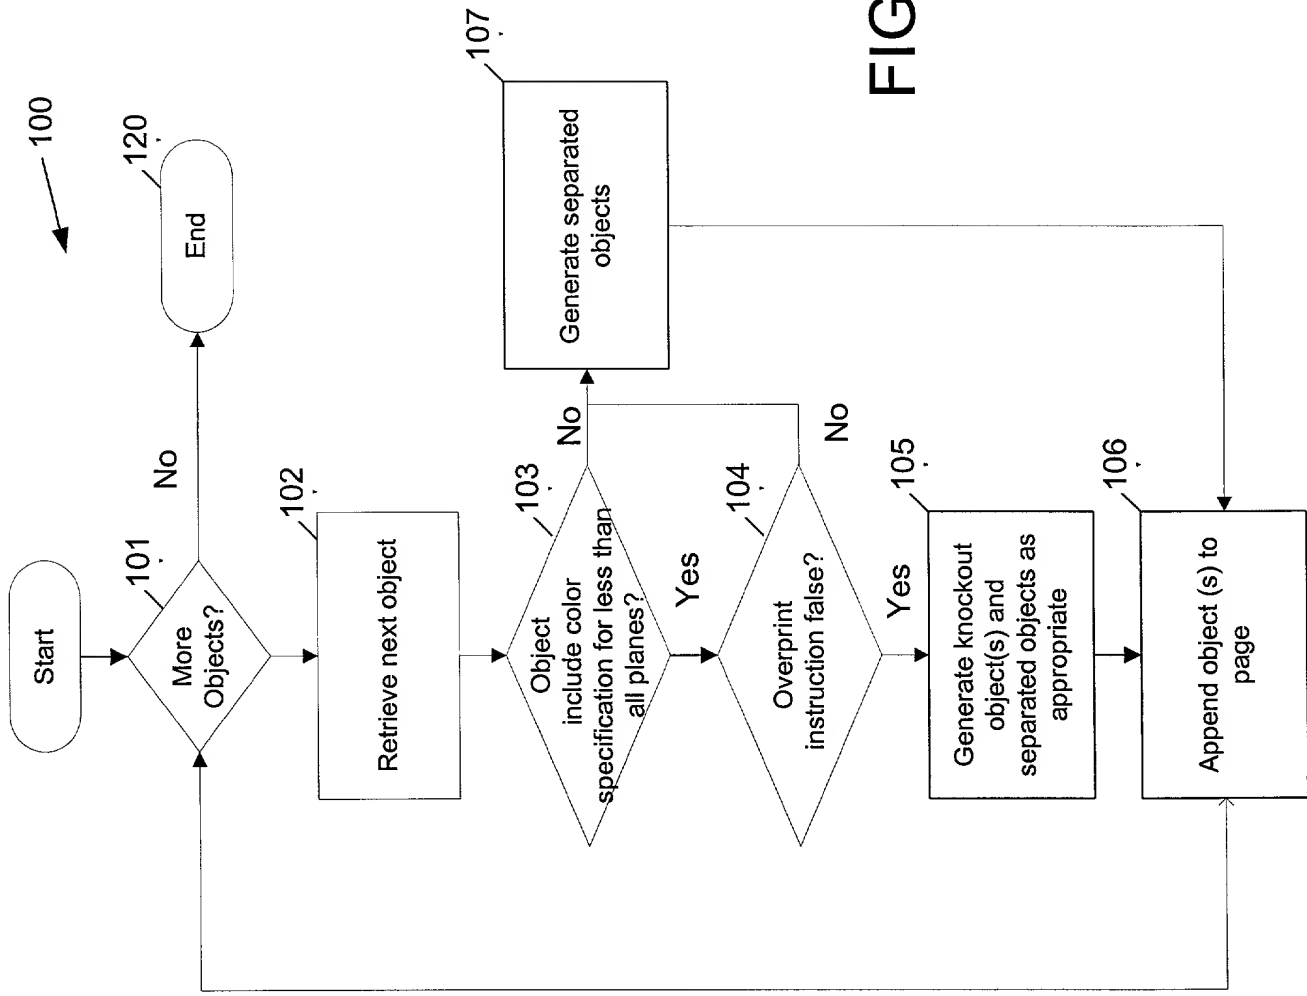 100
Start
101
More
Objects?
No
120
End
102
Retrieve next object
103
Object
include color
specification for less than
all planes?
No
107
Generate separated
objects
Yes
104
Overprint
instruction false?
No
Yes
105
Generate knockout
object(s) and
separated objects as
appropriate
106
Append object (s) to
page
FIG